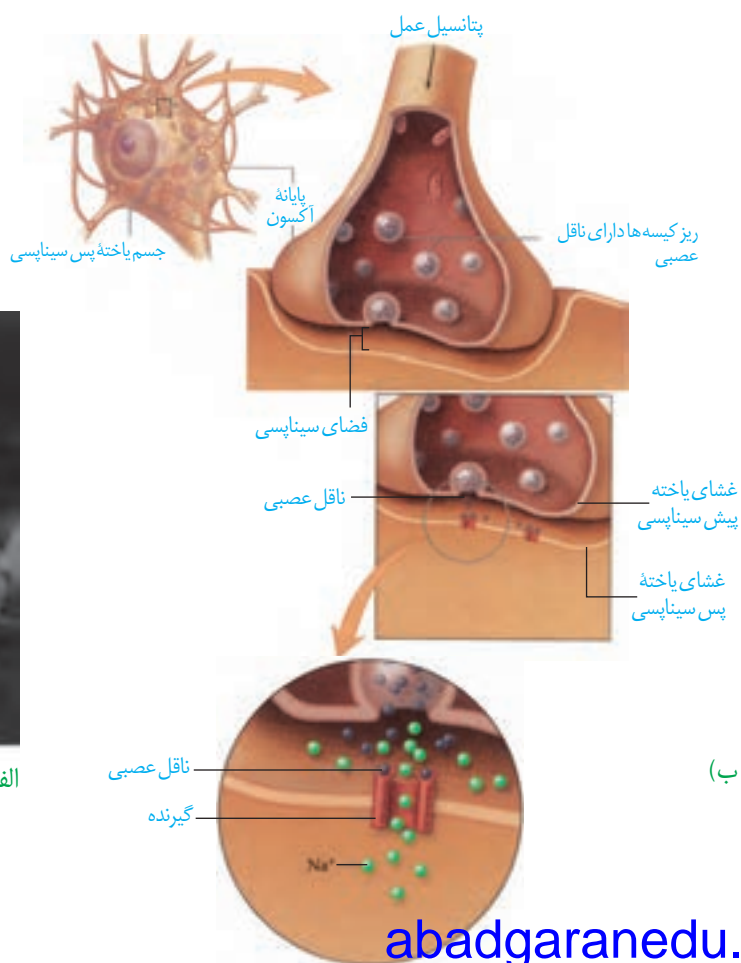 پتانسیل عمل
پایانهٔ
آکسون
جسم یاختهٔ پس سیناپسی
ریز کیسه‌ها دارای ناقل
عصبی
فضای سیناپسی
ناقل عصبی
غشای یاخته
پیش سیناپسی
غشای یاختهٔ
پس سیناپسی
ناقل عصبی
گیرنده
Na⁺
ب)
الف
abadgaranedu.